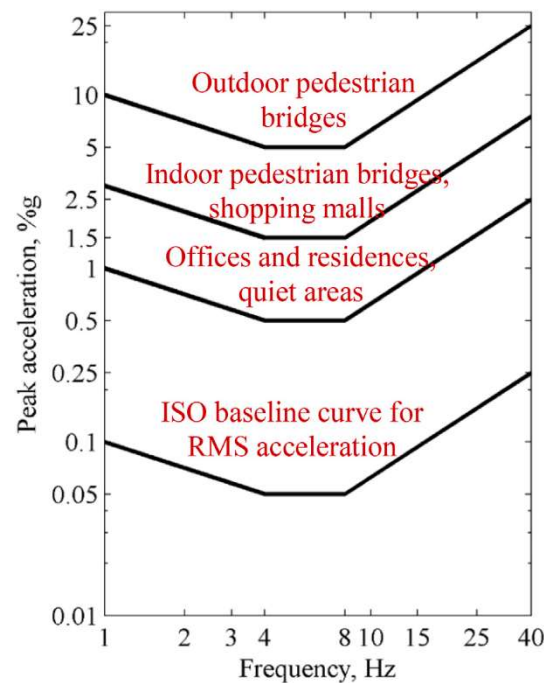 25
Outdoor pedestrian
bridges
10
5
Indoor pedestrian bridges,
shopping malls
2.5
1.5
Offices and residences,
quiet areas
1
0.5
0.25
ISO baseline curve for
RMS acceleration
0.1
0.05
0.01
Peak acceleration, %g
1 2 3 4 8 10 15 25 40
Frequency, Hz